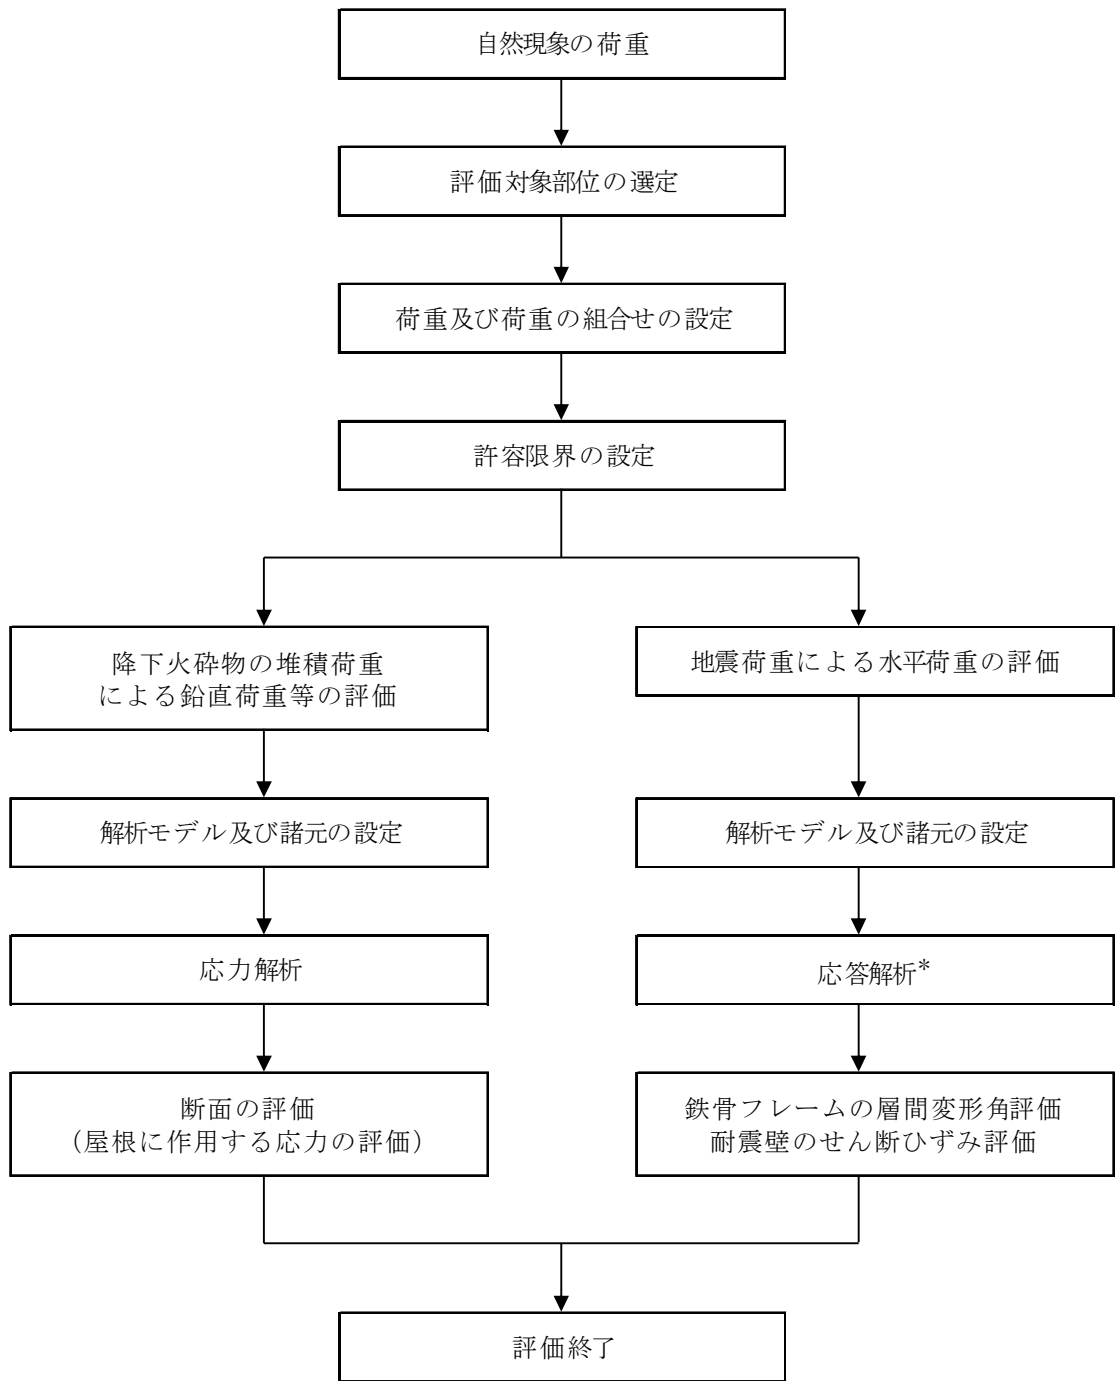 自然現象の荷重
評価対象部位の選定
荷重及び荷重の組合せの設定
許容限界の設定
降下火砕物の堆積荷重
による鉛直荷重等の評価
解析モデル及び諸元の設定
応力解析
断面の評価
（屋根に作用する応力の評価）
地震荷重による水平荷重の評価
解析モデル及び諸元の設定
応答解析*
鉄骨フレームの層間変形角評価
耐震壁のせん断ひずみ評価
評価終了